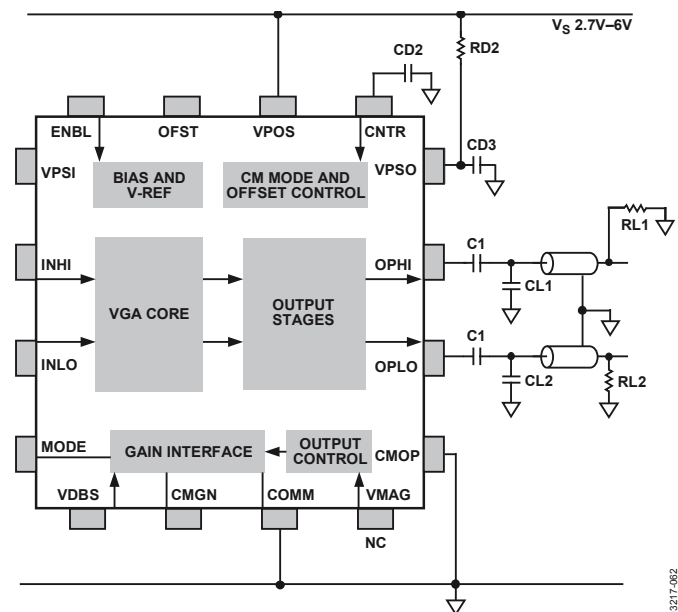 V_S 2.7V–6V
CD2
RD2
ENBL
OFST
VPOS
CNTR
CD3
VPSI
BIAS AND
V-REF
CM MODE AND
OFFSET CONTROL
VPSO
RL1
INHI
OPHI
C1
CL1
VGA CORE
OUTPUT
STAGES
C1
INLO
OPLO
CL2
RL2
MODE
GAIN INTERFACE
OUTPUT
CONTROL
CMOP
VDBS
CMGN
COMM
VMAG
NC
3217-062